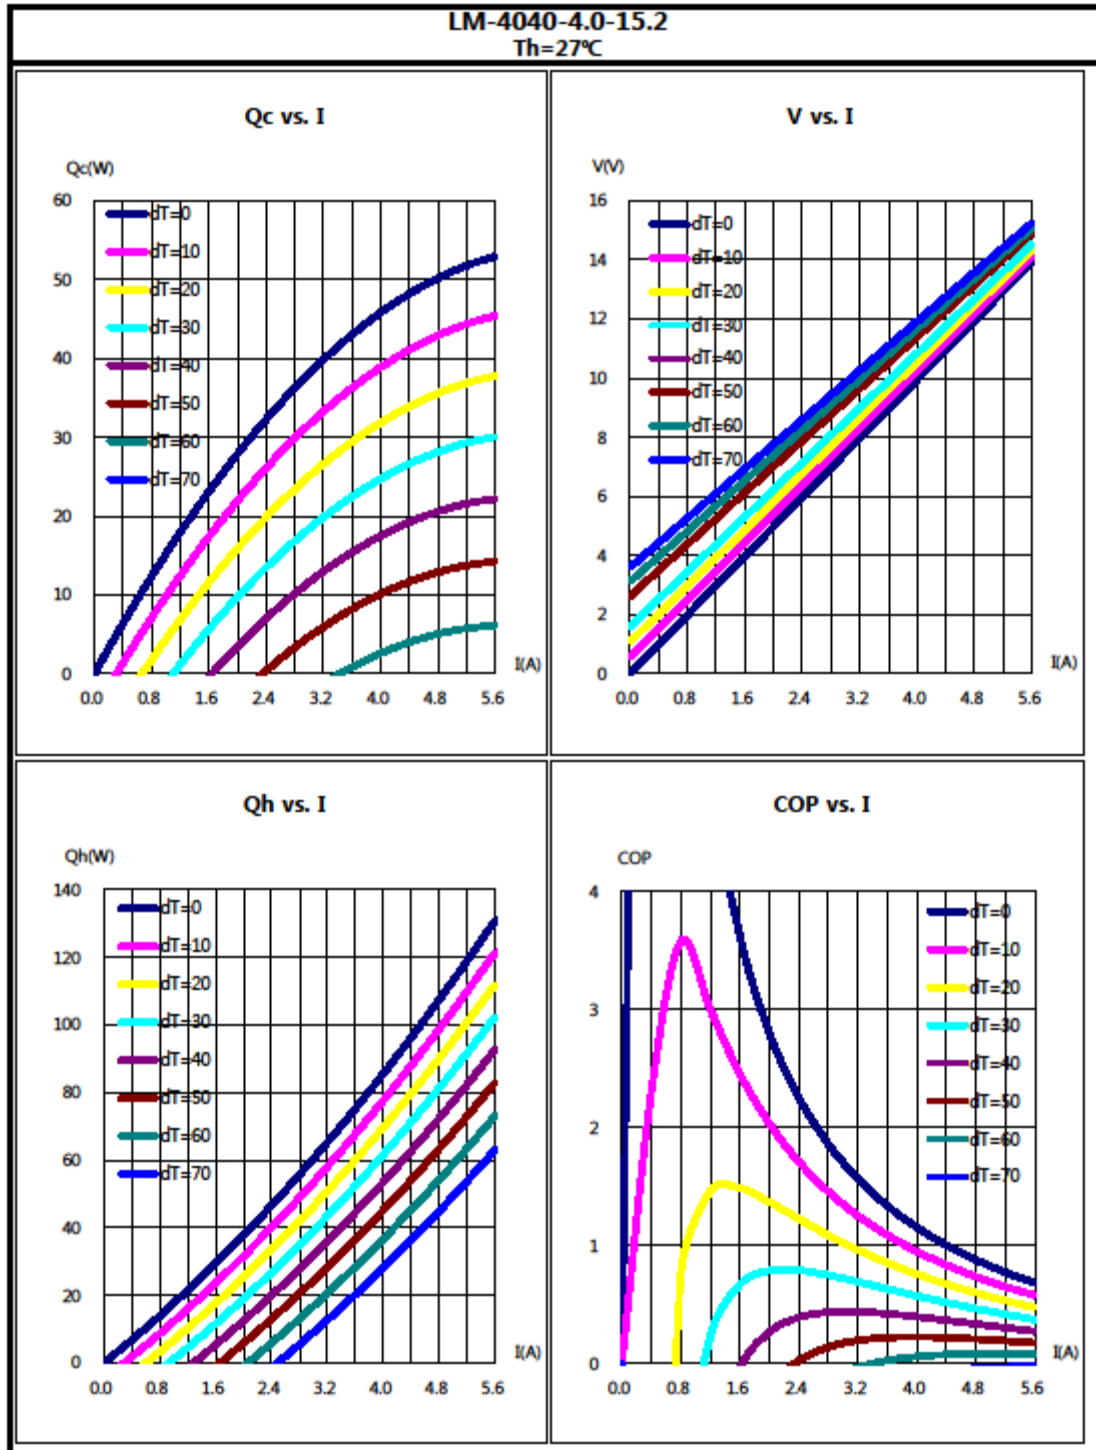 LM-4040-4.0-15.2
Th=27℃
Qc vs. I
Qc(W)
60
50
40
30
20
10
0
dT=0
dT=10
dT=20
dT=30
dT=40
dT=50
dT=60
dT=70
I(A)
0.0 0.8 1.6 2.4 3.2 4.0 4.8 5.6
V vs. I
V(V)
16
14
12
10
8
6
4
2
0
dT=0
dT=10
dT=20
dT=30
dT=40
dT=50
dT=60
dT=70
I(A)
0.0 0.8 1.6 2.4 3.2 4.0 4.8 5.6
Qh vs. I
Qh(W)
140
120
100
80
60
40
20
0
dT=0
dT=10
dT=20
dT=30
dT=40
dT=50
dT=60
dT=70
I(A)
0.0 0.8 1.6 2.4 3.2 4.0 4.8 5.6
COP vs. I
COP
4
3
2
1
0
dT=0
dT=10
dT=20
dT=30
dT=40
dT=50
dT=60
dT=70
I(A)
0.0 0.8 1.6 2.4 3.2 4.0 4.8 5.6